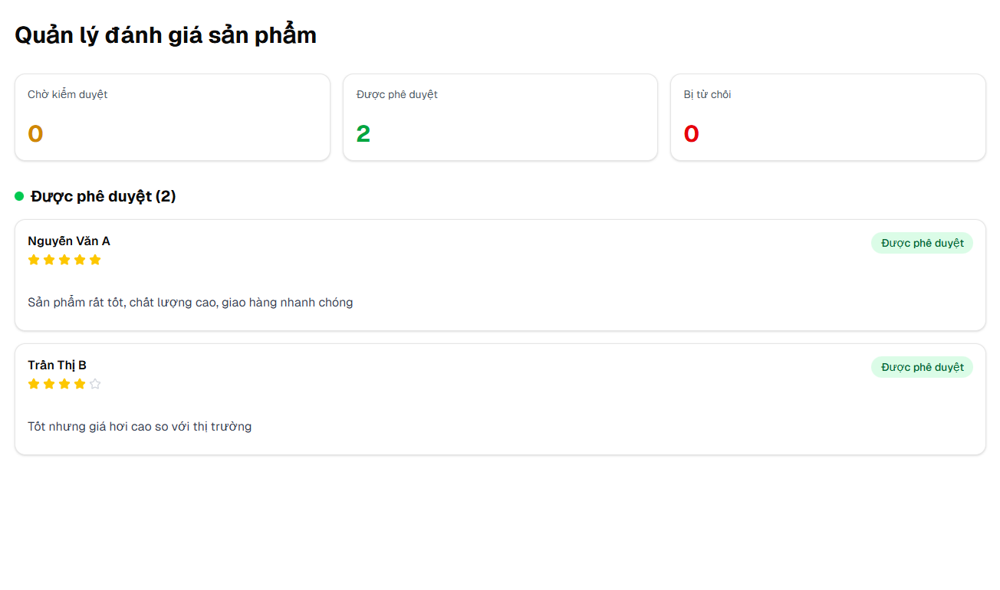 Quản lý đánh giá sản phẩm
Chờ kiểm duyệt
Được phê duyệt
Bị từ chối
0
2
0
Được phê duyệt (2)
Nguyễn Văn A
Được phê duyệt
Sản phẩm rất tốt, chất lượng cao, giao hàng nhanh chóng
Trần Thị B
Được phê duyệt
Tốt nhưng giá hơi cao so với thị trường